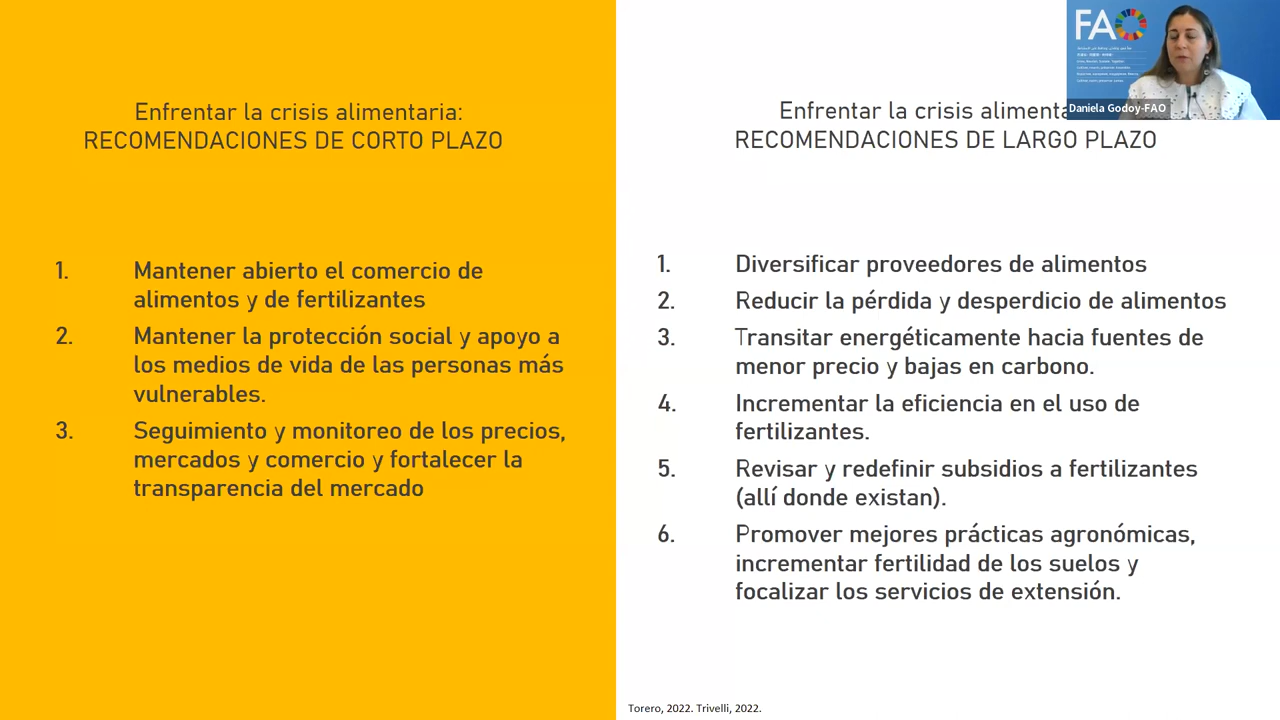 Enfrentar la crisis alimentaria:
RECOMENDACIONES DE CORTO PLAZO
1. Mantener abierto el comercio de
alimentos y de fertilizantes
2. Mantener la protección social y apoyo a
los medios de vida de las personas más
vulnerables.
3. Seguimiento y monitoreo de los precios,
mercados y comercio y fortalecer la
transparencia del mercado
Enfrentar la crisis alimenta
RECOMENDACIONES DE LARGO PLAZO
1. Diversificar proveedores de alimentos
2. Reducir la pérdida y desperdicio de alimentos
3. Transitar energéticamente hacia fuentes de
menor precio y bajas en carbono.
4. Incrementar la eficiencia en el uso de
fertilizantes.
5. Revisar y redefinir subsidios a fertilizantes
(allí donde existan).
6. Promover mejores prácticas agronómicas,
incrementar fertilidad de los suelos y
focalizar los servicios de extensión.
Torero, 2022. Trivelli, 2022.
FAO
Daniela Godoy-FAO